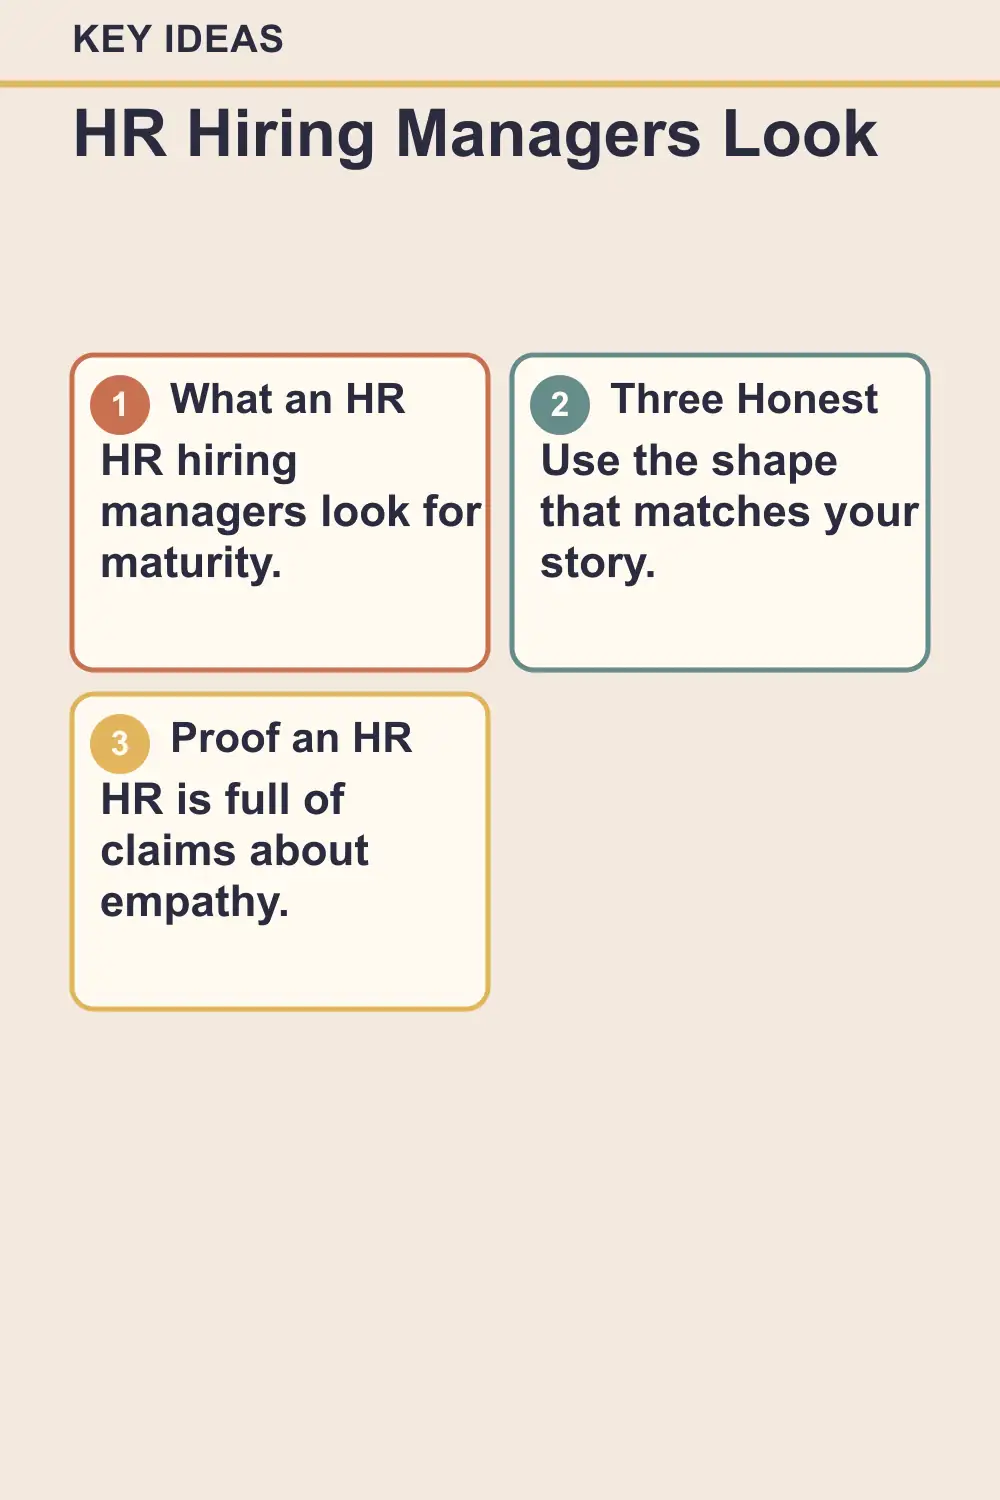 KEY IDEAS
HR Hiring Managers Look
1 What an HR
HR hiring
managers look for
maturity.
2 Three Honest
Use the shape
that matches your
story.
3 Proof an HR
HR is full of
claims about
empathy.